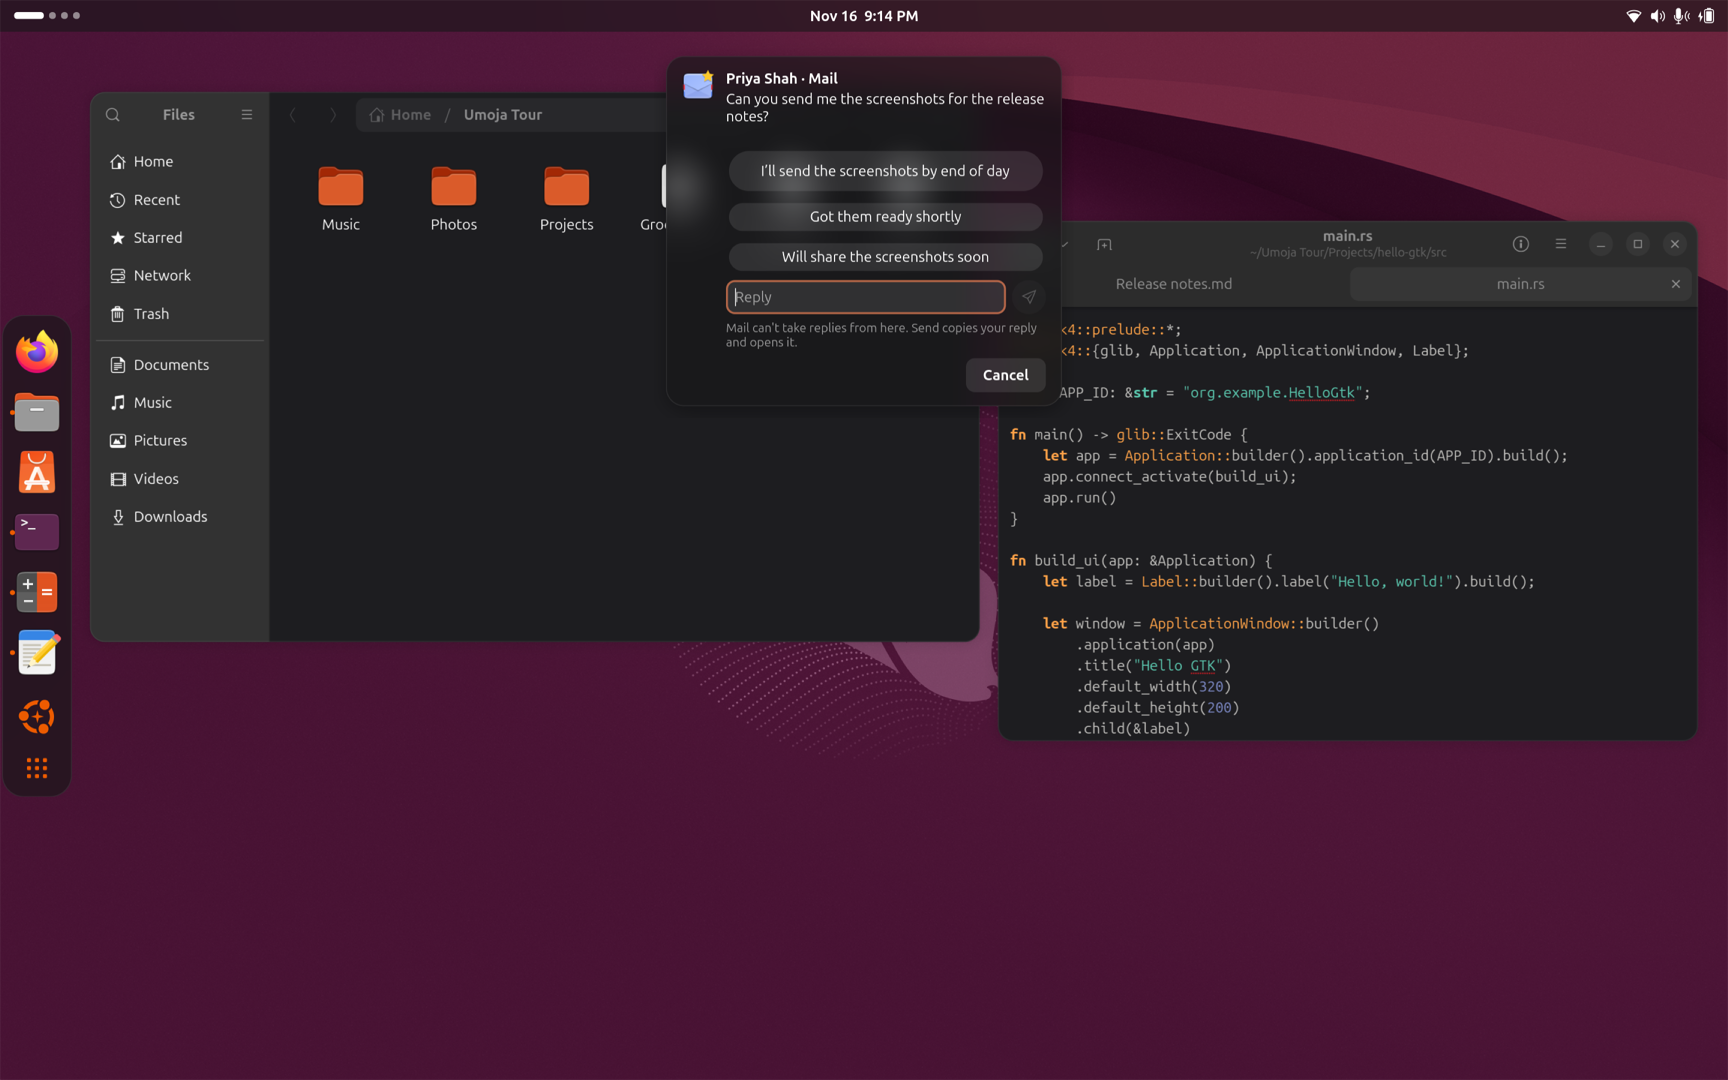 Nov 16 9:14 PM
Files
Home / Umoja Tour
Home
Recent
Starred
Network
Trash
Documents
Music
Pictures
Videos
Downloads
Music
Photos
Projects
Priya Shah · Mail
Can you send me the screenshots for the release
notes?
I'll send the screenshots by end of day
Got them ready shortly
Will share the screenshots soon
Reply
Mail can't take replies from here. Send copies your reply
and opens it.
Cancel
main.rs
~/Umoja Tour/Projects/hello-gtk/src
Release notes.md
main.rs
k4::prelude::*;
k4::{glib, Application, ApplicationWindow, Label};
APP_ID: &str = "org.example.HelloGtk";
fn main() -> glib::ExitCode {
let app = Application::builder().application_id(APP_ID).build();
app.connect_activate(build_ui);
app.run()
}
fn build_ui(app: &Application) {
let label = Label::builder().label("Hello, world!").build();
let window = ApplicationWindow::builder()
.application(app)
.title("Hello GTK")
.default_width(320)
.default_height(200)
.child(&label)